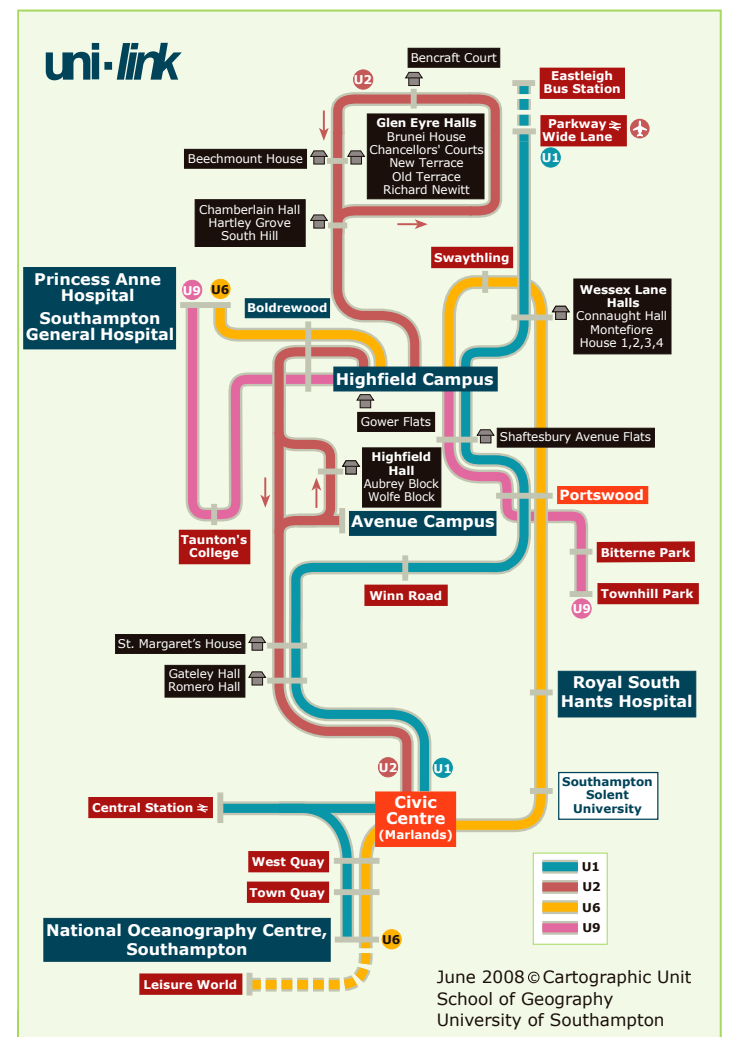 uni-link
U2
Bencraft Court
Eastleigh
Bus Station
Glen Eyre Halls
Brunei House
Chancellors' Courts
New Terrace
Old Terrace
Richard Newitt
Parkway
Wide Lane
U1
Beechmount House
Chamberlain Hall
Hartley Grove
South Hill
Swaythling
Princess Anne
Hospital
Southampton
General Hospital
U9
U6
Boldrewood
Wessex Lane
Halls
Connaught Hall
Montefiore
House 1,2,3,4
Highfield Campus
Gower Flats
Shaftesbury Avenue Flats
Highfield
Hall
Aubrey Block
Wolfe Block
Portswood
Avenue Campus
Taunton's
College
Bitterne Park
Winn Road
Townhill Park
U9
St. Margaret's House
Gateley Hall
Romero Hall
Royal South
Hants Hospital
U2
U1
Southampton
Solent
University
Central Station
Civic
Centre
(Marlands)
West Quay
Town Quay
U1
U2
U6
U9
National Oceanography Centre,
Southampton
U6
Leisure World
June 2008 © Cartographic Unit
School of Geography
University of Southampton